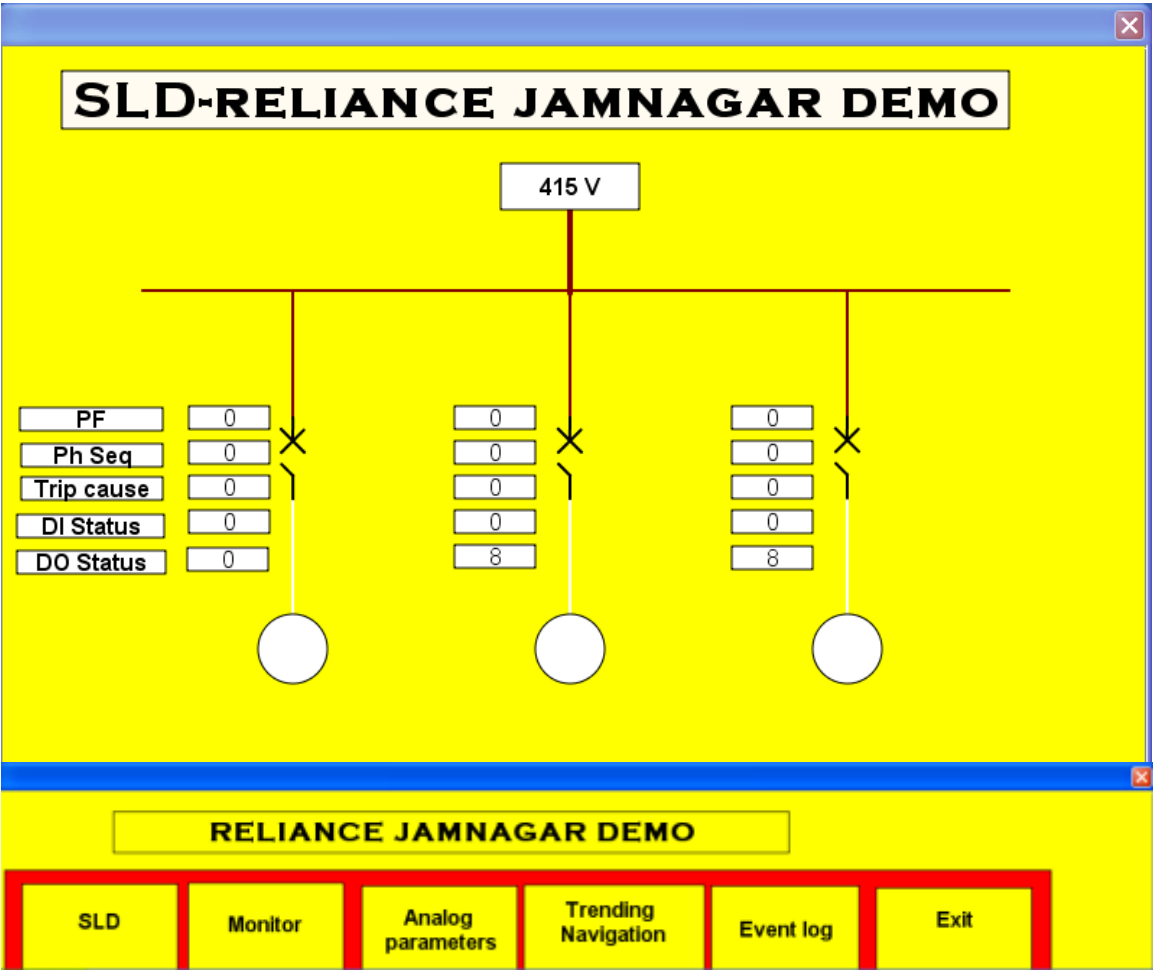 SLD-RELIANCE JAMNAGAR DEMO
415 V
PF 0 0 0
Ph Seq 0 0 0
Trip cause 0 0 0
DI Status 0 0 0
DO Status 0 8 8
RELIANCE JAMNAGAR DEMO
SLD
Monitor
Analog
parameters
Trending
Navigation
Event log
Exit